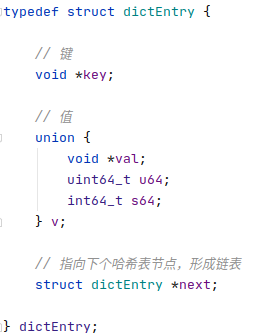 typedef struct dictEntry {
// 键
void *key;
// 值
union {
void *val;
uint64_t u64;
int64_t s64;
} v;
// 指向下个哈希表节点，形成链表
struct dictEntry *next;
} dictEntry;